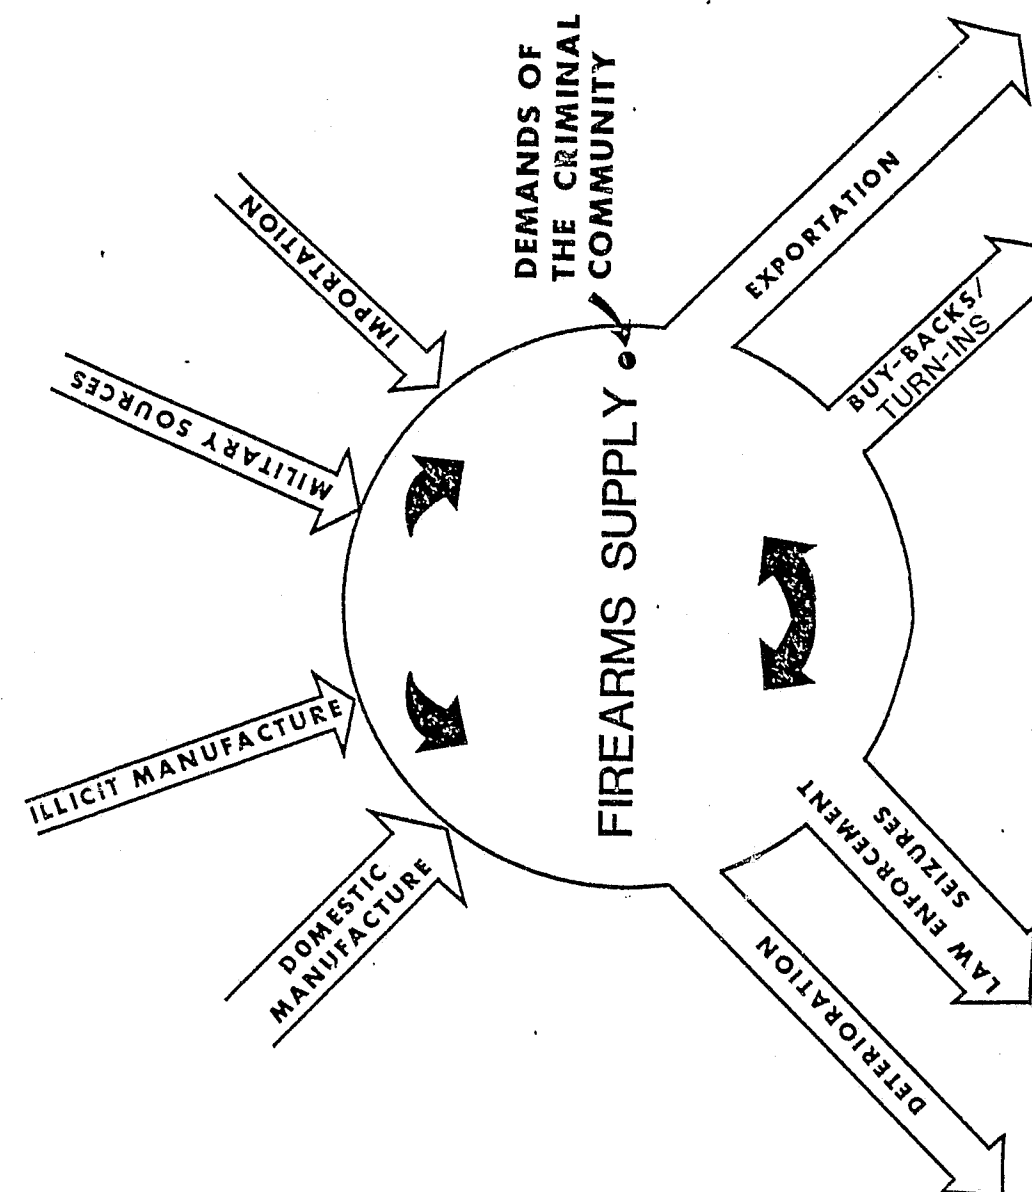 DOMESTIC
MANUFACTURE
ILLICIT MANUFACTURE
MILITARY SOURCES
IMPORTATION
DEMANDS OF
THE CRIMINAL
COMMUNITY
FIREARMS SUPPLY
DETERIORATION
LAW ENFORCEMENT
SEIZURES
BUY-BACKS/
TURN-INS
EXPORTATION